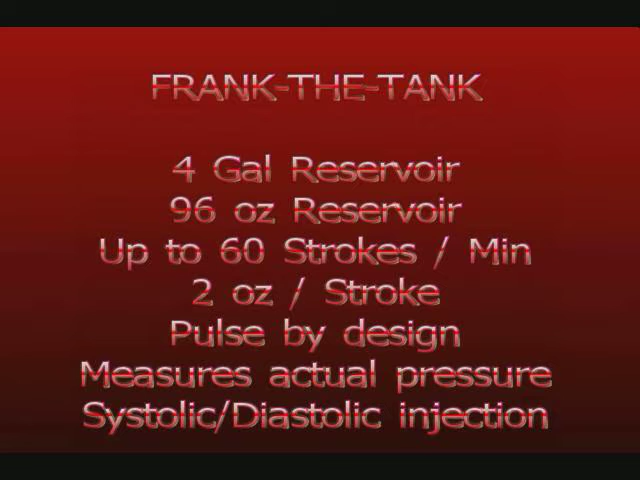 FRANK-THE-TANK
4 Gal Reservoir
96 oz Reservoir
Up to 60 Strokes / Min
2 oz / Stroke
Pulse by design
Measures actual pressure
Systolic/Diastolic injection